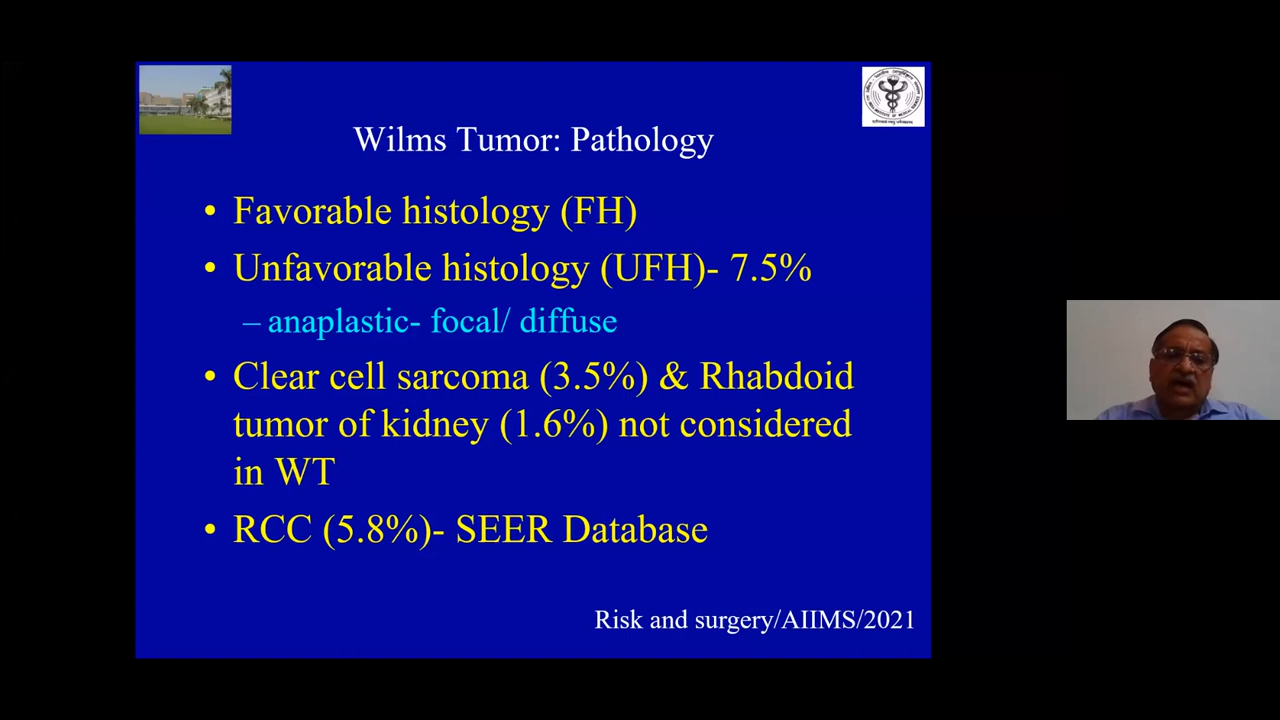 Wilms Tumor: Pathology
• Favorable histology (FH)
• Unfavorable histology (UFH)- 7.5%
– anaplastic- focal/ diffuse
• Clear cell sarcoma (3.5%) & Rhabdoid
tumor of kidney (1.6%) not considered
in WT
• RCC (5.8%)- SEER Database
Risk and surgery/AIIMS/2021